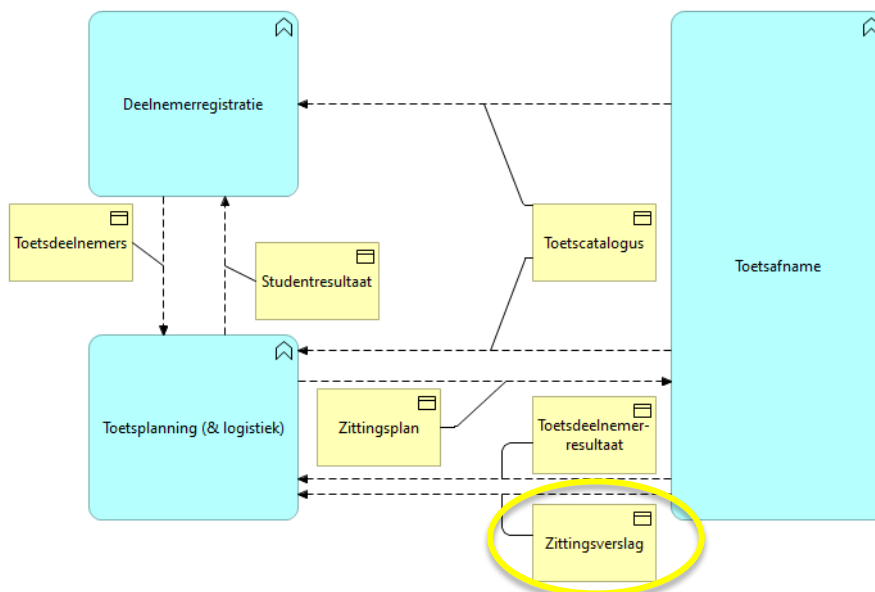 Deelnemerregistratie
Toetsdeelnemers
Studentresultaat
Toetscatalogus
Toetsafname
Toetsplanning (& logistiek)
Zittingsplan
Toetsdeelnemer-
resultaat
Zittingsverslag